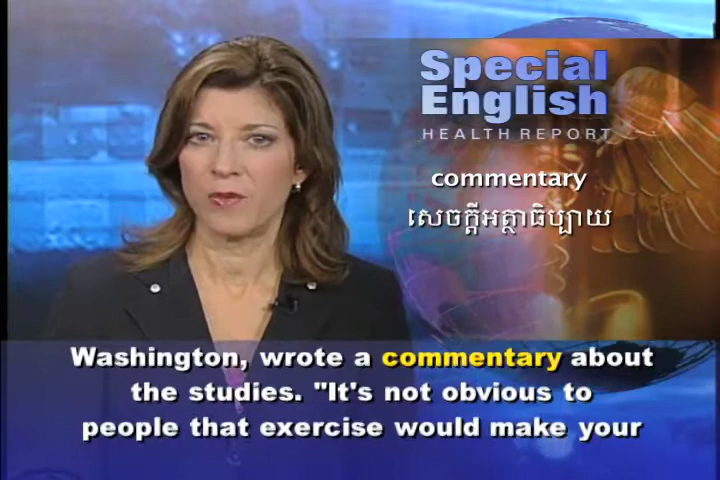 Special
English
HEALTH REPORT
commentary
សេចក្តីអត្ថាធិប្បាយ
Washington, wrote a commentary about
the studies. "It's not obvious to
people that exercise would make your